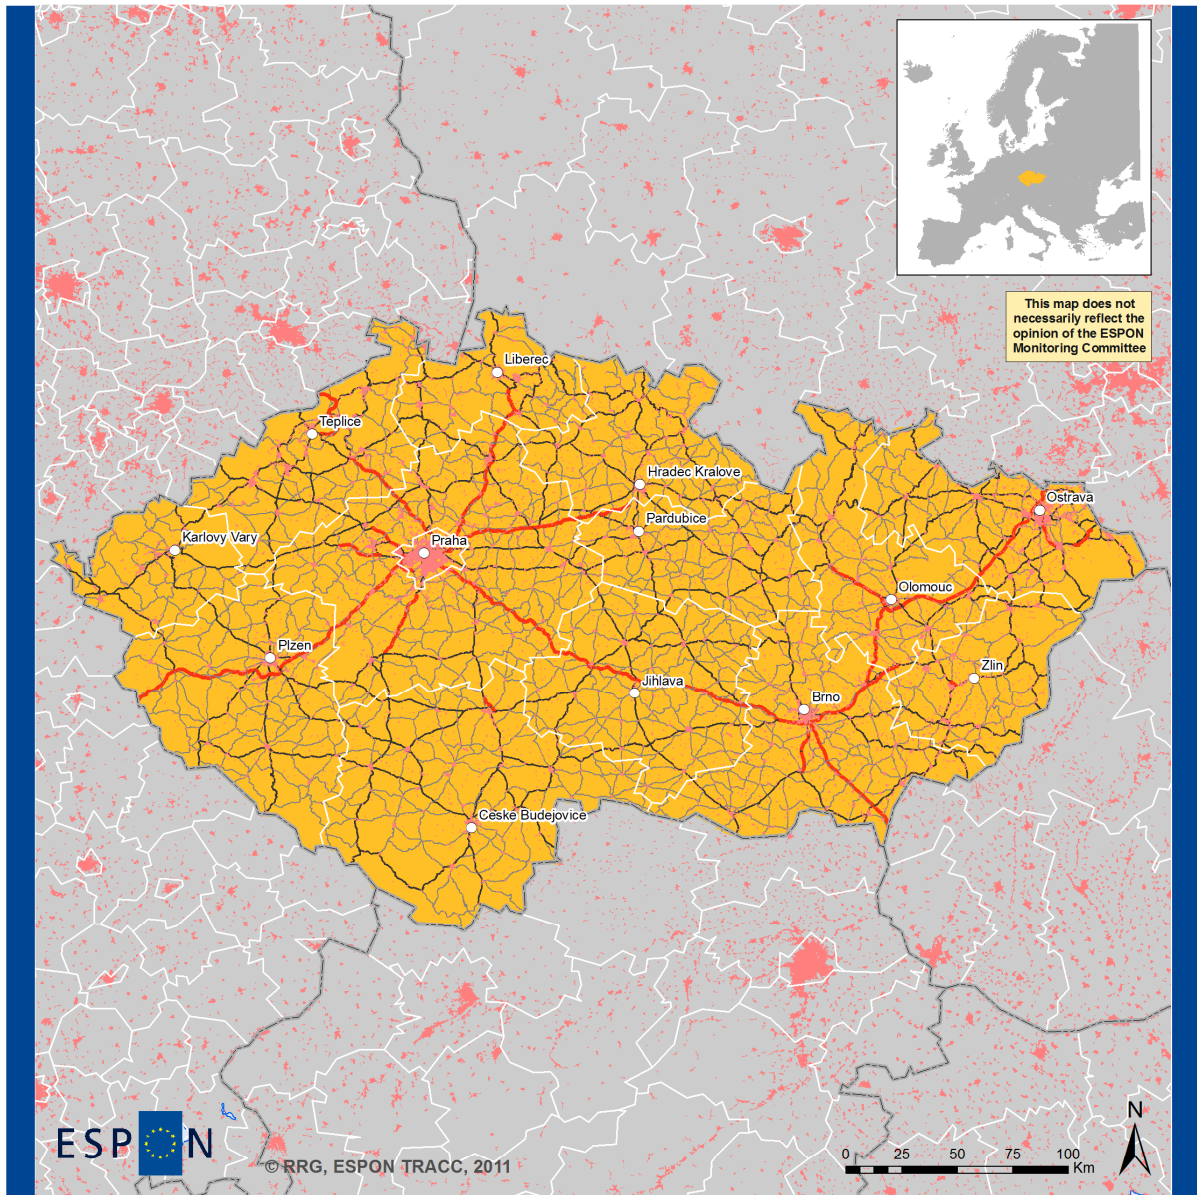 This map does not
necessarily reflect the
opinion of the ESPON
Monitoring Committee
Liberec
Teplice
Hradec Kralove
Ostrava
Pardubice
Karlovy Vary
Praha
Olomouc
Plzen
Zlin
Jihlava
Brno
Ceské Budejovice
N
ESPON
0 25 50 75 100
Km
© RRG, ESPON TRACC, 2011